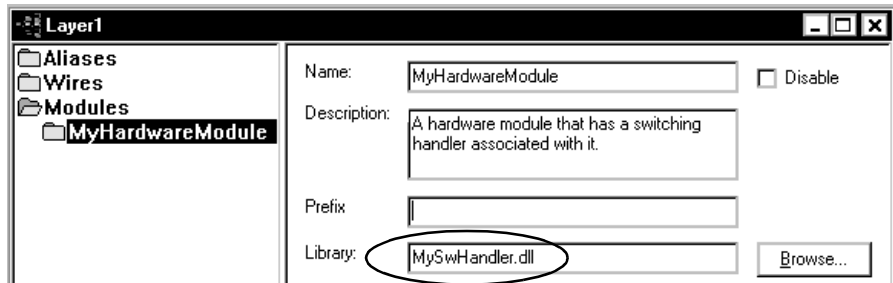 Layer1
Aliases
Wires
Modules
MyHardwareModule
Name:
MyHardwareModule
Disable
Description:
A hardware module that has a switching
handler associated with it.
Prefix
Library:
MySwHandler.dll
Browse...